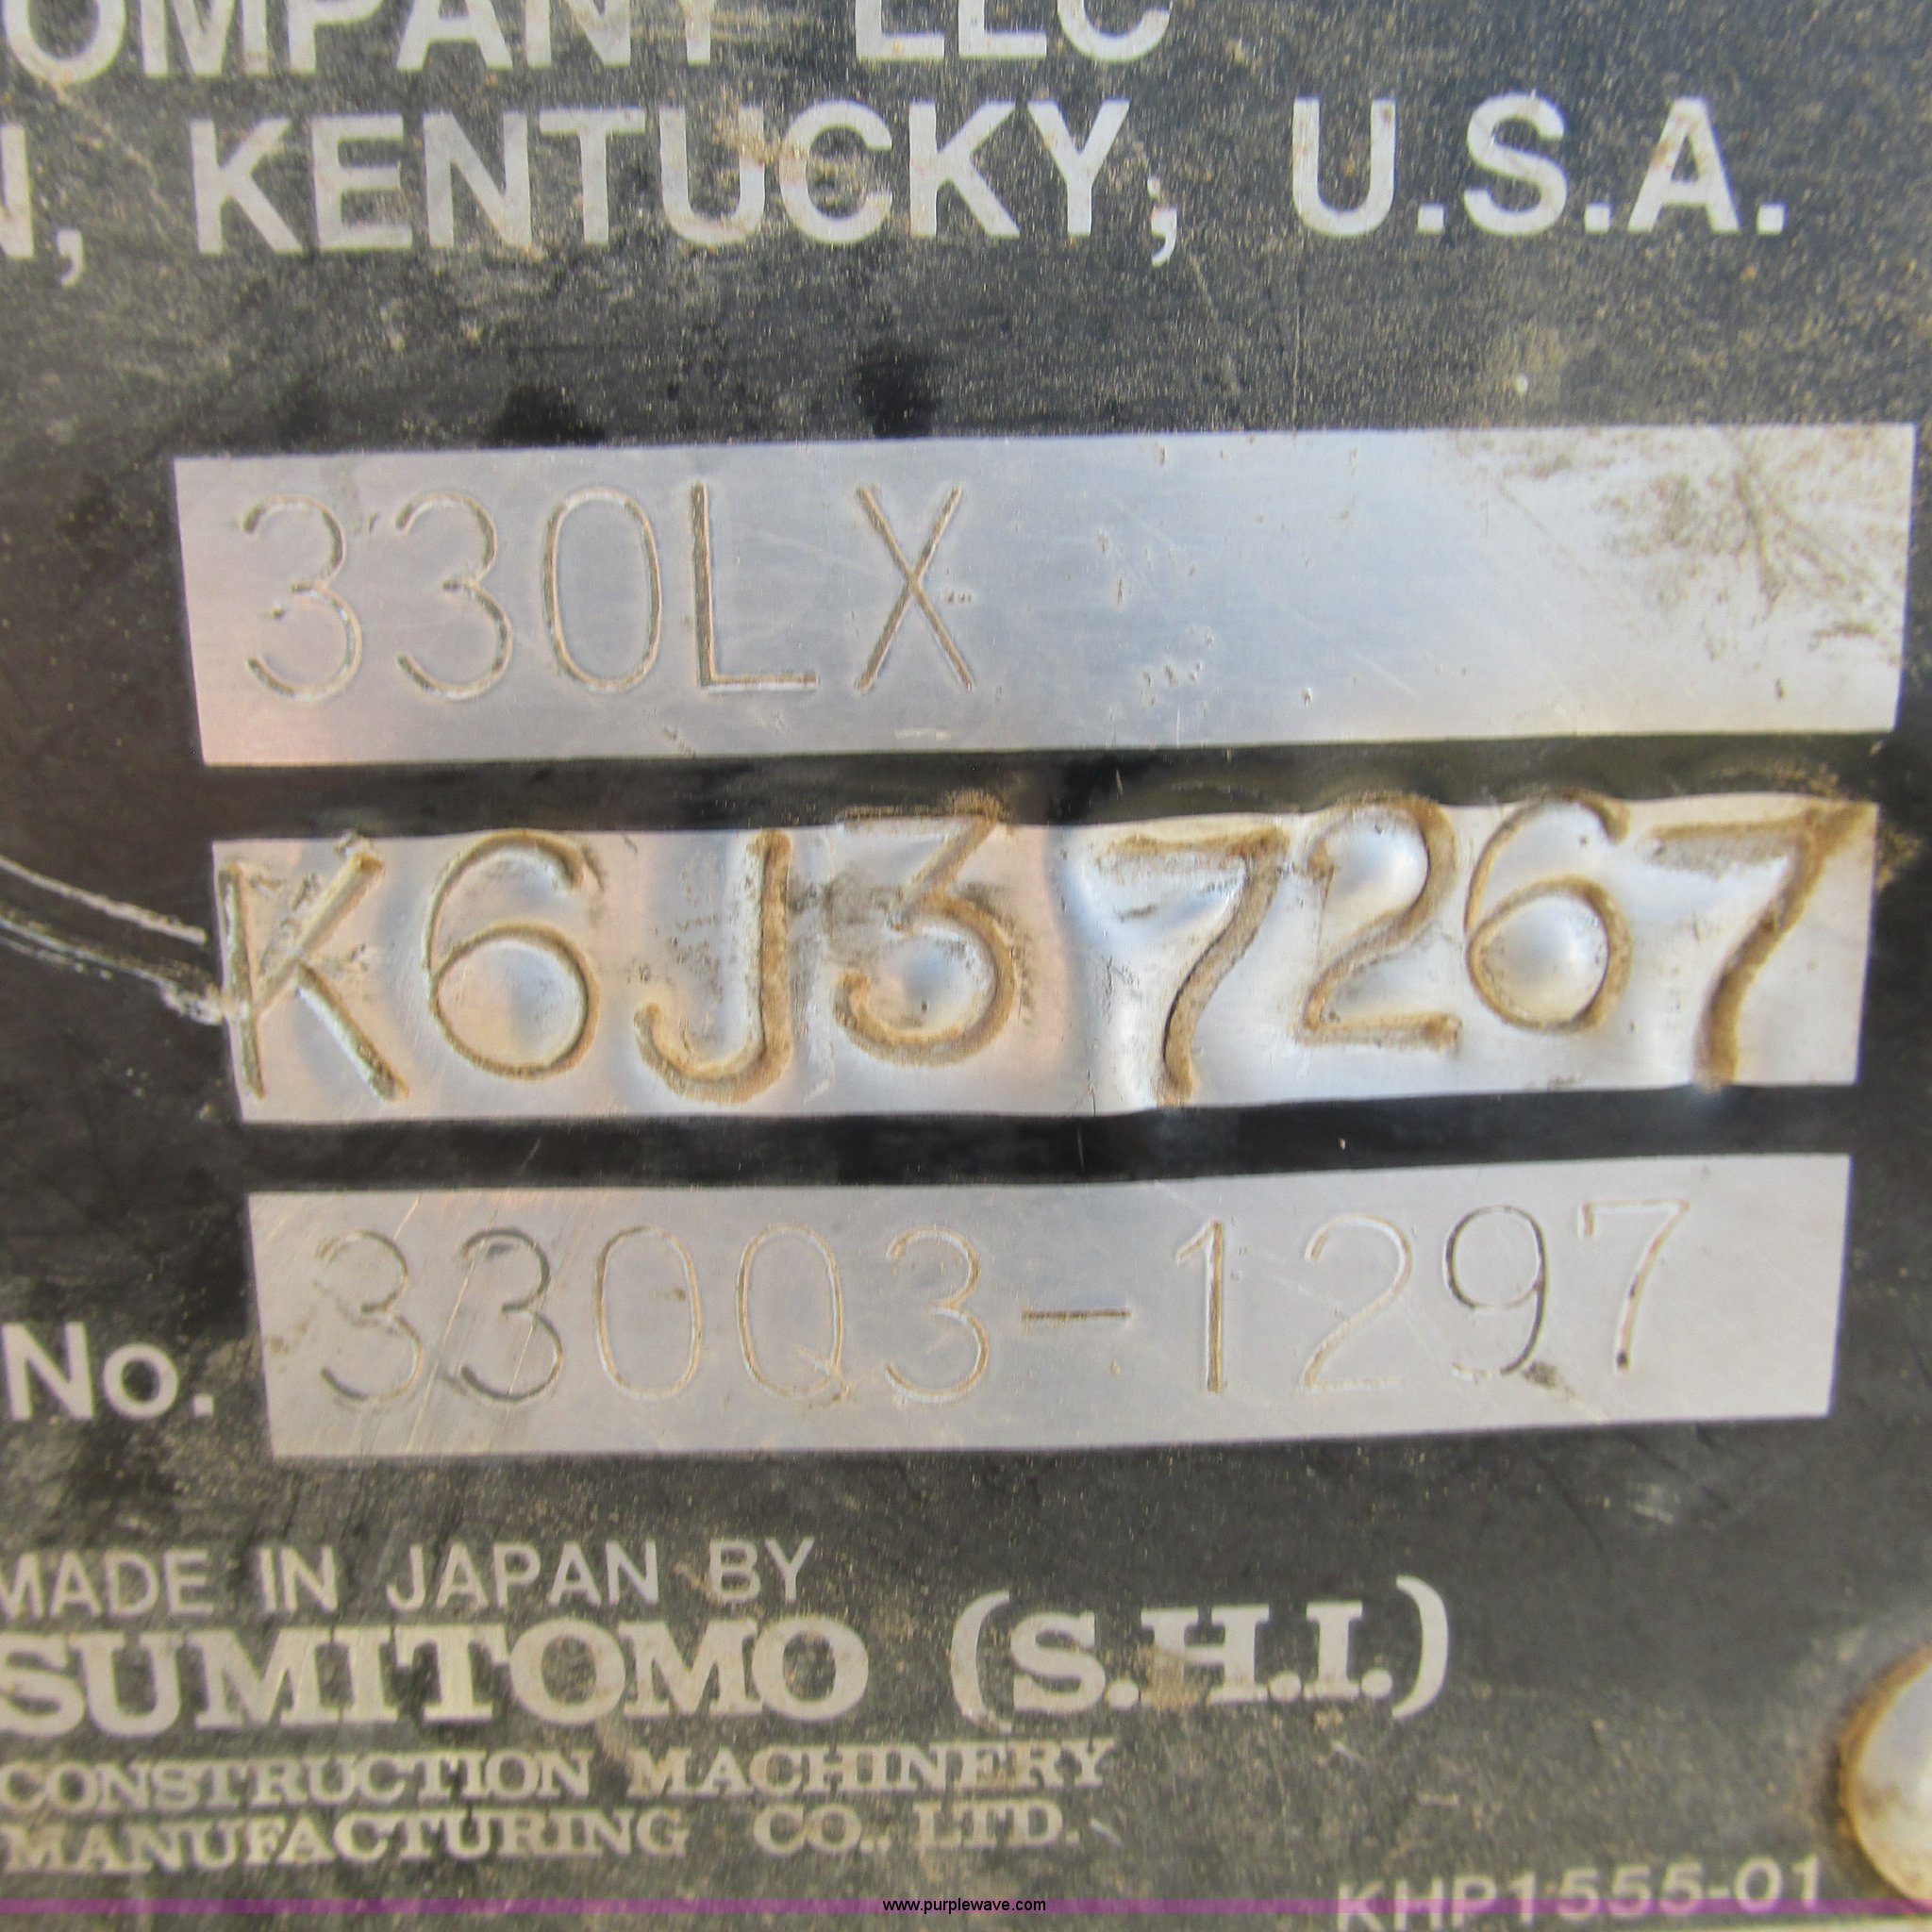 OMPANY LLC
N, KENTUCKY, U.S.A.
330LX
K6J37267
No. 330Q3-1297
MADE IN JAPAN BY
SUMITOMO (S.H.I.)
CONSTRUCTION MACHINERY
MANUFACTURING CO., LTD.
KHP1555-01
www.purplewave.com